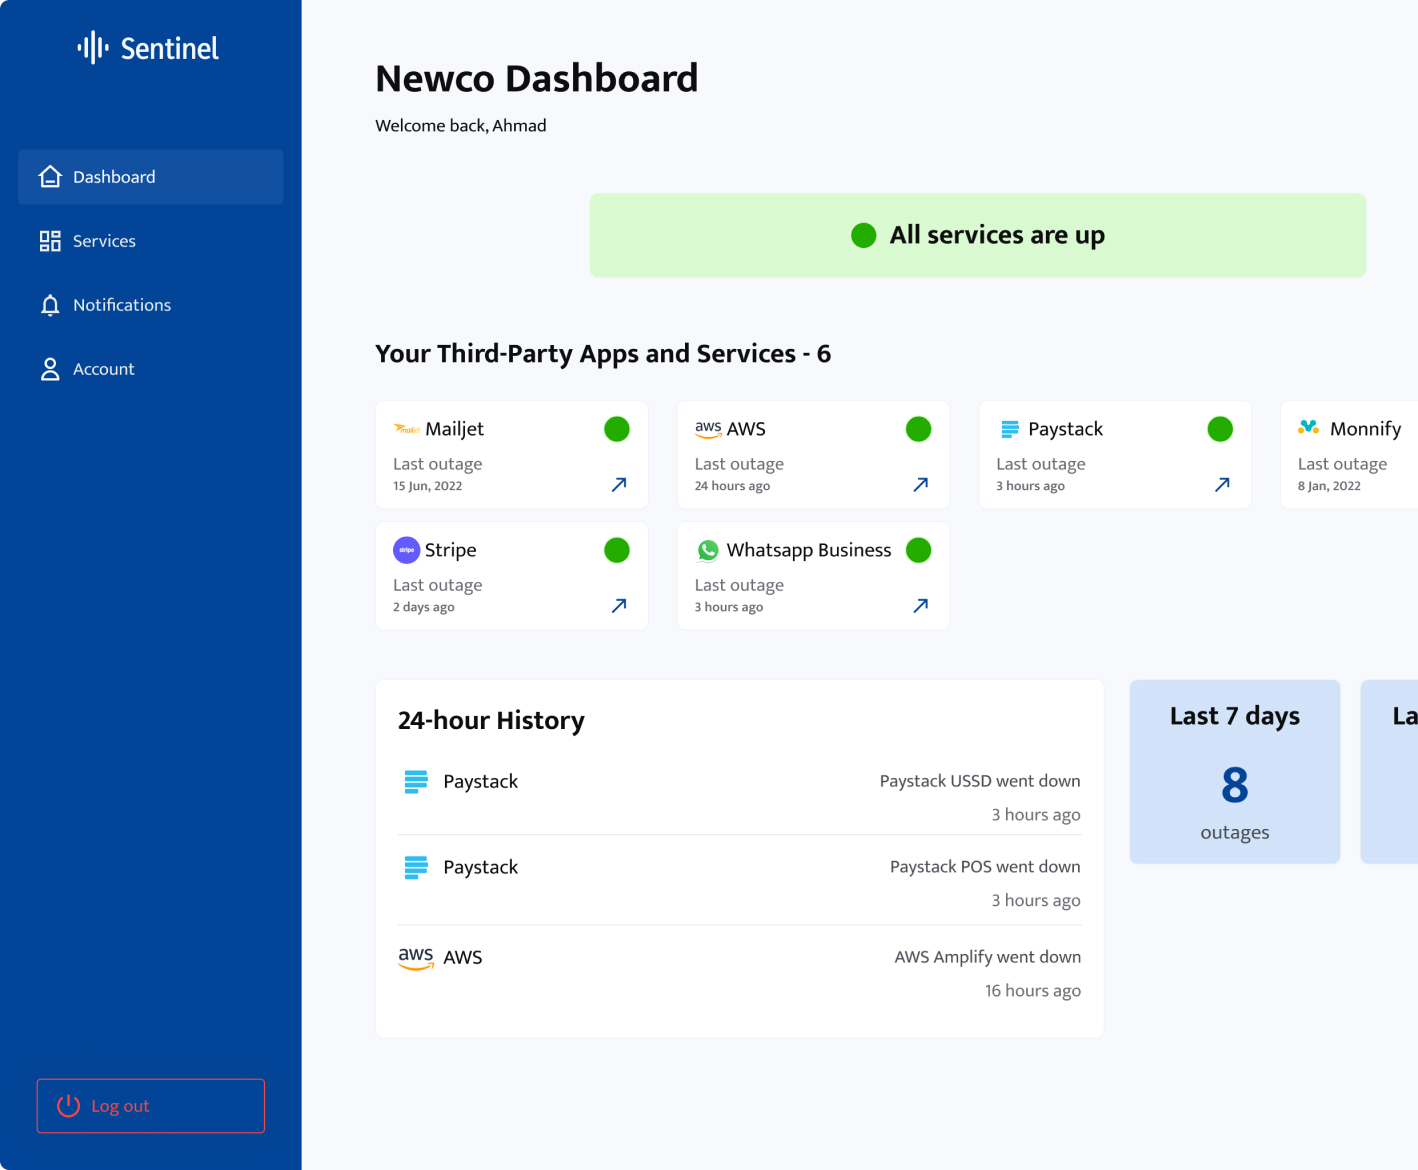 Sentinel
Dashboard
Services
Notifications
Account
Log out
Newco Dashboard
Welcome back, Ahmad
All services are up
Your Third-Party Apps and Services - 6
Mailjet
Last outage
15 Jun, 2022
aws AWS
Last outage
24 hours ago
Paystack
Last outage
3 hours ago
Monnify
Last outage
8 Jan, 2022
stripe Stripe
Last outage
2 days ago
Whatsapp Business
Last outage
3 hours ago
24-hour History
Paystack
Paystack USSD went down
3 hours ago
Paystack
Paystack POS went down
3 hours ago
aws AWS
AWS Amplify went down
16 hours ago
Last 7 days
8
outages
La